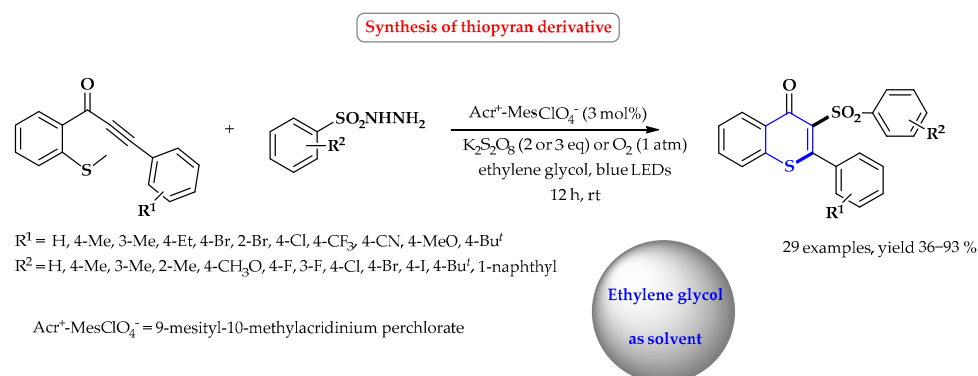 Synthesis of thiopyran derivative
O
S
R¹
+
SO₂NHNH₂
R²
Acr⁺-MesClO₄⁻ (3 mol%)
K₂S₂O₈ (2 or 3 eq) or O₂ (1 atm)
ethylene glycol, blue LEDs
12 h, rt
O
SO₂
R²
S
R¹
R¹ = H, 4-Me, 3-Me, 4-Et, 4-Br, 2-Br, 4-Cl, 4-CF₃, 4-CN, 4-MeO, 4-Buᵗ
R² = H, 4-Me, 3-Me, 2-Me, 4-CH₃O, 4-F, 3-F, 4-Cl, 4-Br, 4-I, 4-Buᵗ, 1-naphthyl
29 examples, yield 36–93 %
Acr⁺-MesClO₄⁻ = 9-mesityl-10-methylacridinium perchlorate
Ethylene glycol
as solvent